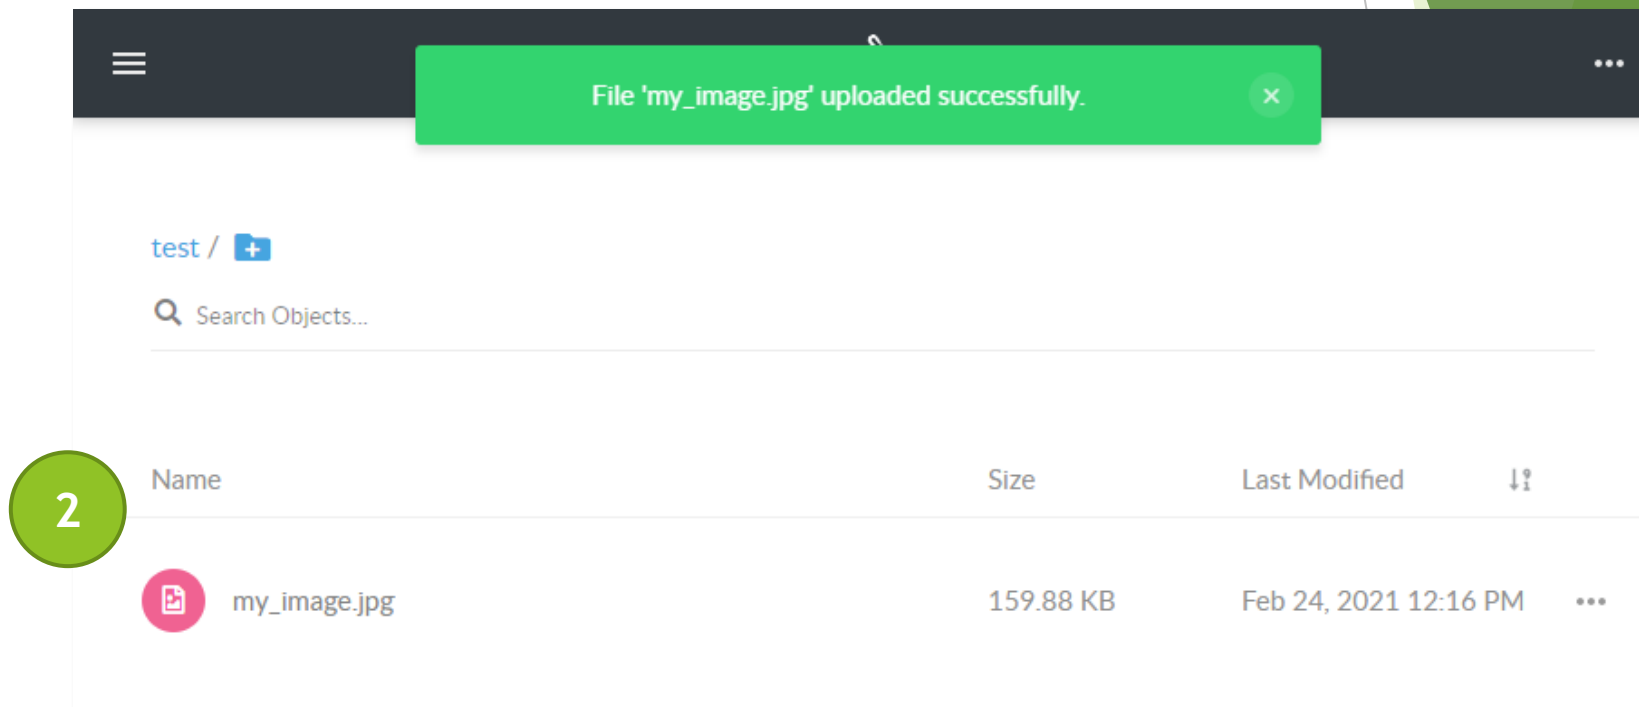 File 'my_image.jpg' uploaded successfully.
test /
Search Objects...
Name Size Last Modified
2
my_image.jpg 159.88 KB Feb 24, 2021 12:16 PM